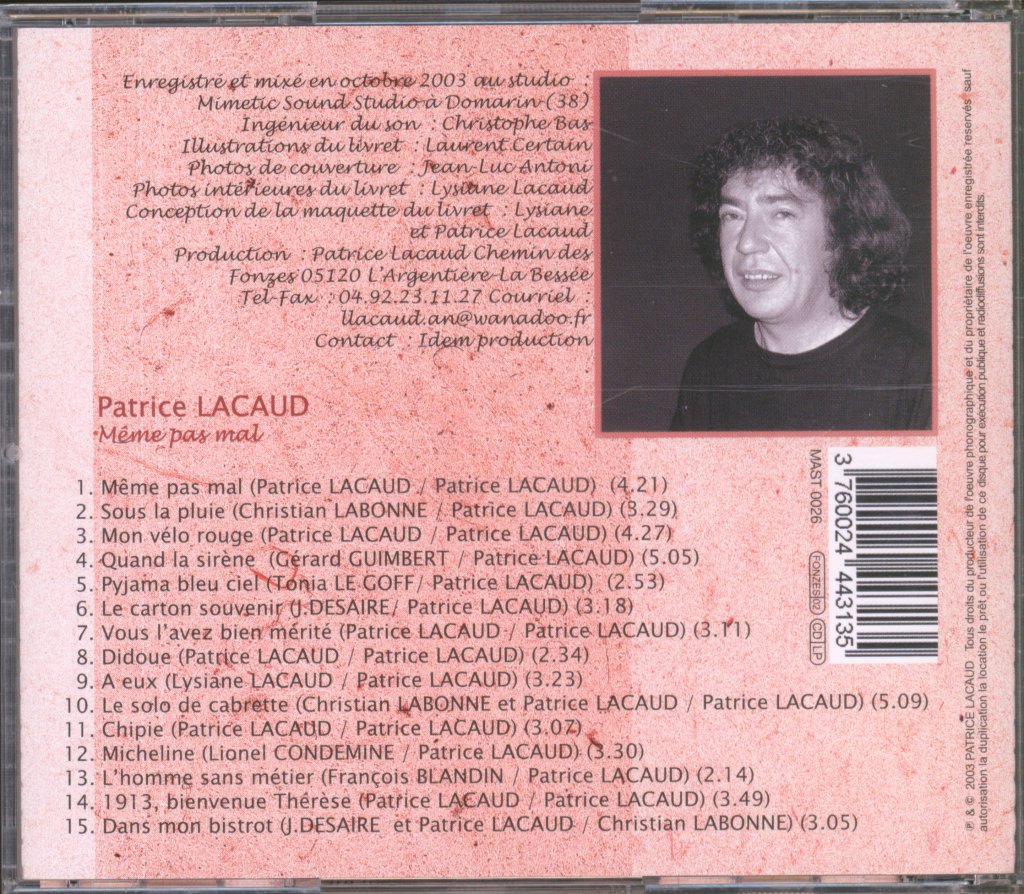 Enregistré et mixé en octobre 2003 au studio :
Mimetic Sound Studio à Domarin (38)
Ingénieur du son : Christophe Bas
Illustrations du livret : Laurent Certain
Photos de couverture : Jean-Luc Antoni
Photos intérieures du livret : Lysiane Lacaud
Conception de la maquette du livret : Lysiane
et Patrice Lacaud
Production : Patrice Lacaud Chemin des
Fonzes 05120 L'Argentière-La Bessée
Tel-Fax : 04.92.23.11.27 Courriel :
llacaud.an@wanadoo.fr
Contact : Idem production
Patrice LACAUD
Même pas mal
1. Même pas mal (Patrice LACAUD / Patrice LACAUD) (4.21)
2. Sous la pluie (Christian LABONNE / Patrice LACAUD) (3.29)
3. Mon vélo rouge (Patrice LACAUD / Patrice LACAUD) (4.27)
4. Quand la sirène (Gérard GUIMBERT / Patrice LACAUD) (5.05)
5. Pyjama bleu ciel (Tonia LE GOFF/ Patrice LACAUD) (2.53)
6. Le carton souvenir (J.DESAIRE/ Patrice LACAUD) (3.18)
7. Vous l'avez bien mérité (Patrice LACAUD / Patrice LACAUD) (3.11)
8. Didoue (Patrice LACAUD / Patrice LACAUD) (2.34)
9. A eux (Lysiane LACAUD / Patrice LACAUD) (3.23)
10. Le solo de cabrette (Christian LABONNE et Patrice LACAUD / Patrice LACAUD) (5.09)
11. Chipie (Patrice LACAUD / Patrice LACAUD) (3.07)
12. Micheline (Lionel CONDEMINE / Patrice LACAUD) (3.30)
13. L'homme sans métier (François BLANDIN / Patrice LACAUD) (2.14)
14. 1913, bienvenue Thérèse (Patrice LACAUD / Patrice LACAUD) (3.49)
15. Dans mon bistrot (J.DESAIRE et Patrice LACAUD / Christian LABONNE) (3.05)
3 760024 443135
MAST 0026 FONZES 02 CD LP
℗ & © 2003 PATRICE LACAUD Tous droits du producteur de l'oeuvre phonographique et du propriétaire de l'oeuvre enregistrée reservés sauf
autorisation la duplication la location le prêt ou l'utilisation de ce disque pour exécution publique et radiodiffusions sont interdits.